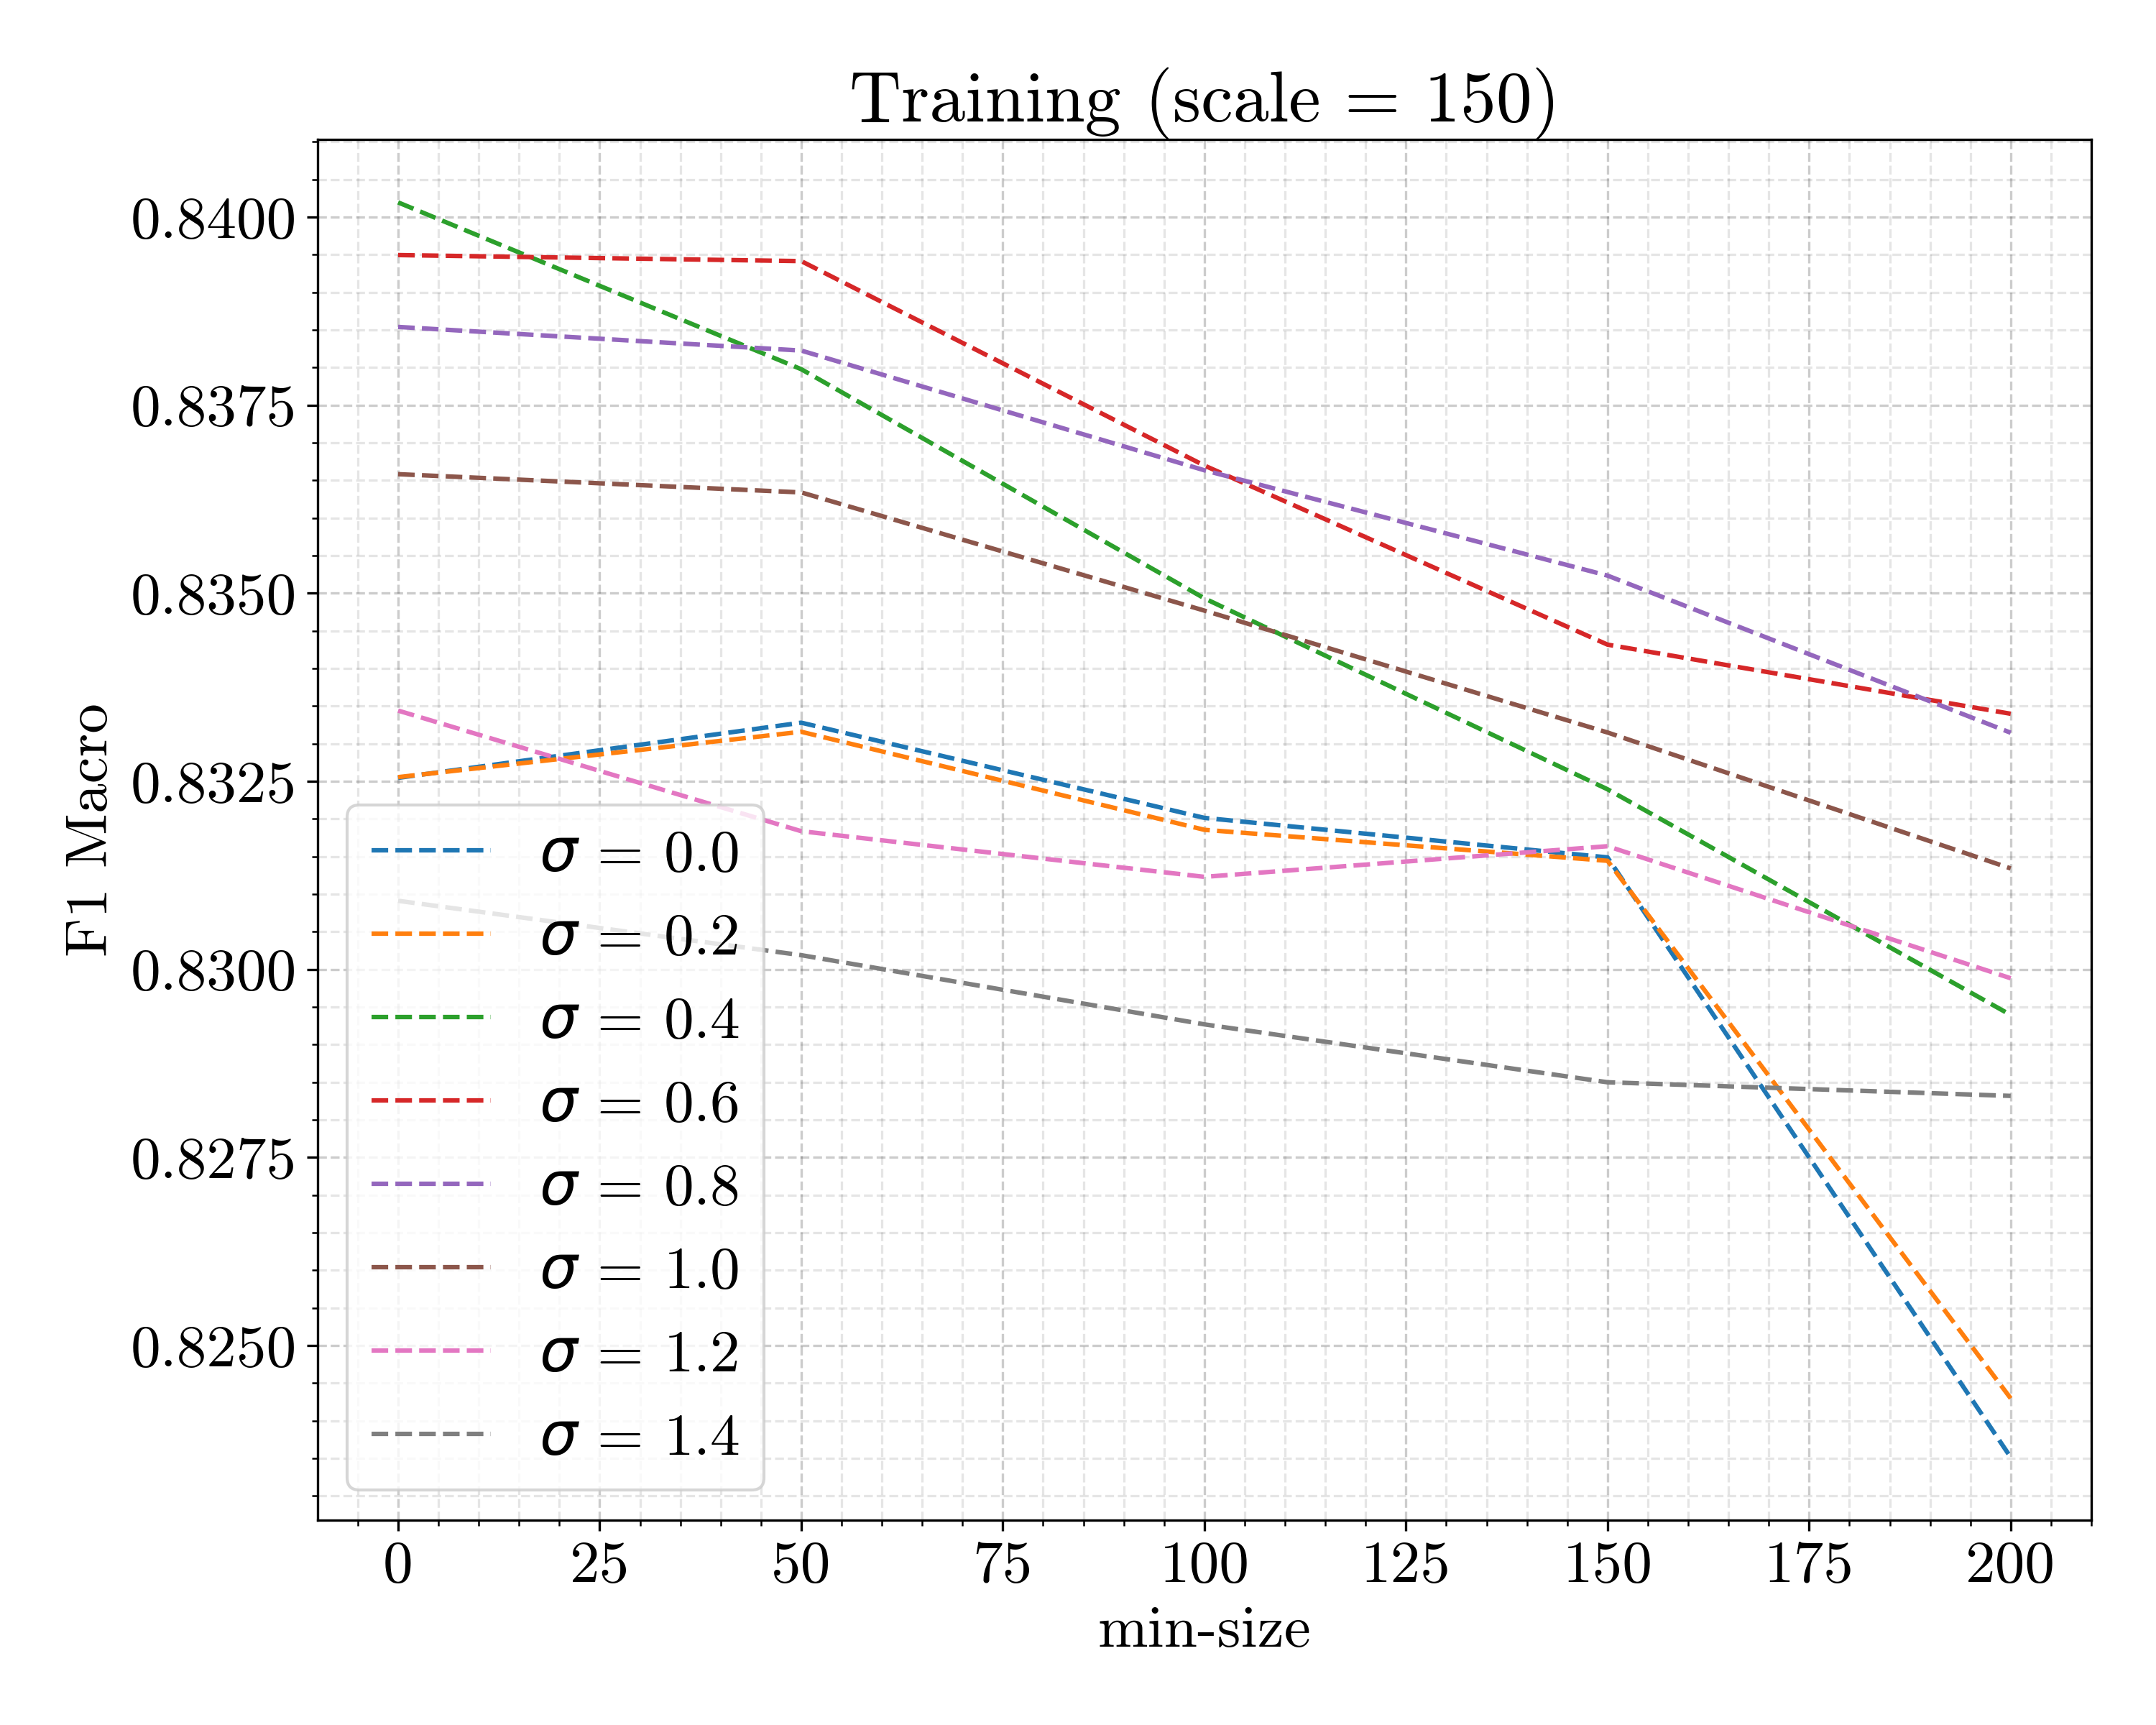 Training (scale = 150)
F1 Macro
0.8400
0.8375
0.8350
0.8325
0.8300
0.8275
0.8250
σ = 0.0
σ = 0.2
σ = 0.4
σ = 0.6
σ = 0.8
σ = 1.0
σ = 1.2
σ = 1.4
0 25 50 75 100 125 150 175 200
min-size